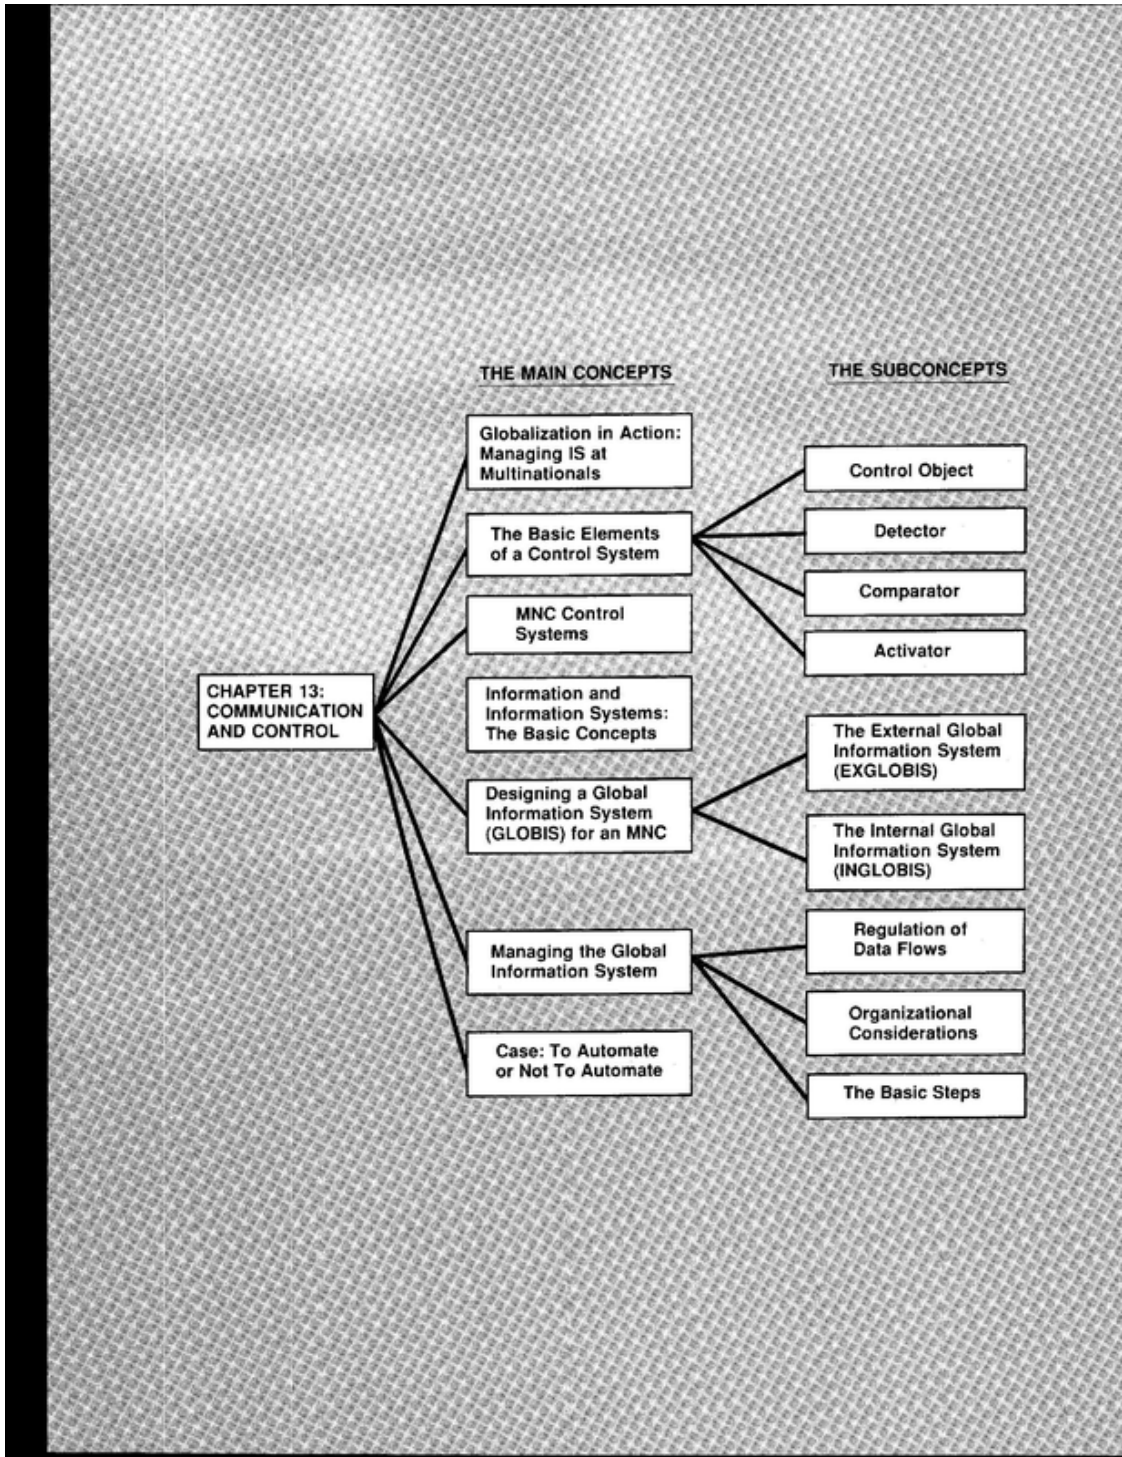 THE MAIN CONCEPTS
THE SUBCONCEPTS
CHAPTER 13:
COMMUNICATION
AND CONTROL
Globalization in Action:
Managing IS at
Multinationals
The Basic Elements
of a Control System
MNC Control
Systems
Information and
Information Systems:
The Basic Concepts
Designing a Global
Information System
(GLOBIS) for an MNC
Managing the Global
Information System
Case: To Automate
or Not To Automate
Control Object
Detector
Comparator
Activator
The External Global
Information System
(EXGLOBIS)
The Internal Global
Information System
(INGLOBIS)
Regulation of
Data Flows
Organizational
Considerations
The Basic Steps